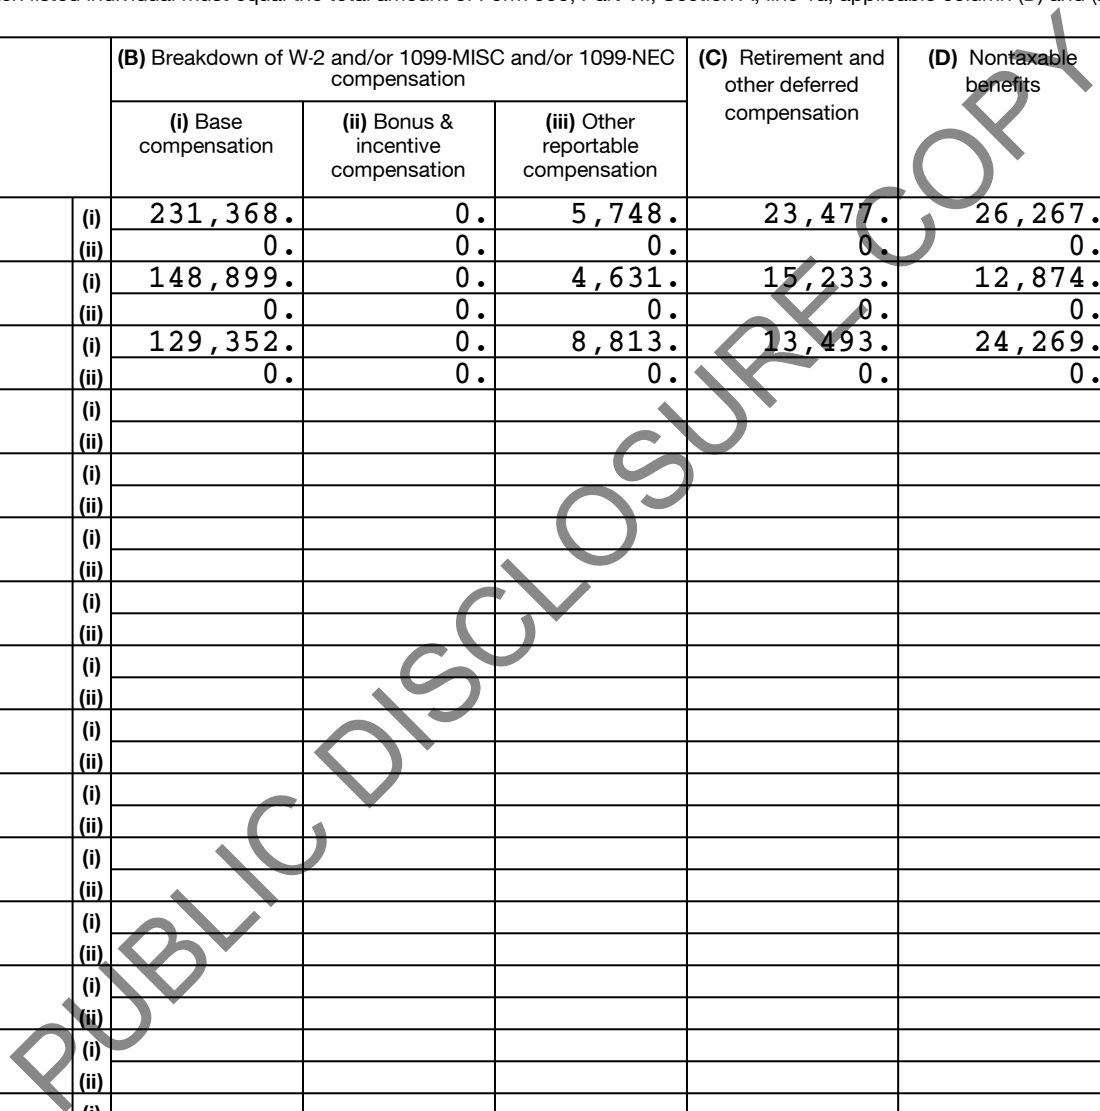 (B) Breakdown of W-2 and/or 1099-MISC and/or 1099-NEC compensation
(C) Retirement and other deferred compensation
(D) Nontaxable benefits
(i) Base compensation
(ii) Bonus & incentive compensation
(iii) Other reportable compensation
(i) 231,368. 0. 5,748. 23,477. 26,267.
(ii) 0. 0. 0. 0. 0.
(i) 148,899. 0. 4,631. 15,233. 12,874.
(ii) 0. 0. 0. 0. 0.
(i) 129,352. 0. 8,813. 13,493. 24,269.
(ii) 0. 0. 0. 0. 0.
(i)
(ii)
(i)
(ii)
(i)
(ii)
(i)
(ii)
(i)
(ii)
(i)
(ii)
(i)
(ii)
(i)
(ii)
(i)
(ii)
(i)
(ii)
(i)
(ii)
(i)
PUBLIC DISCLOSURE COPY